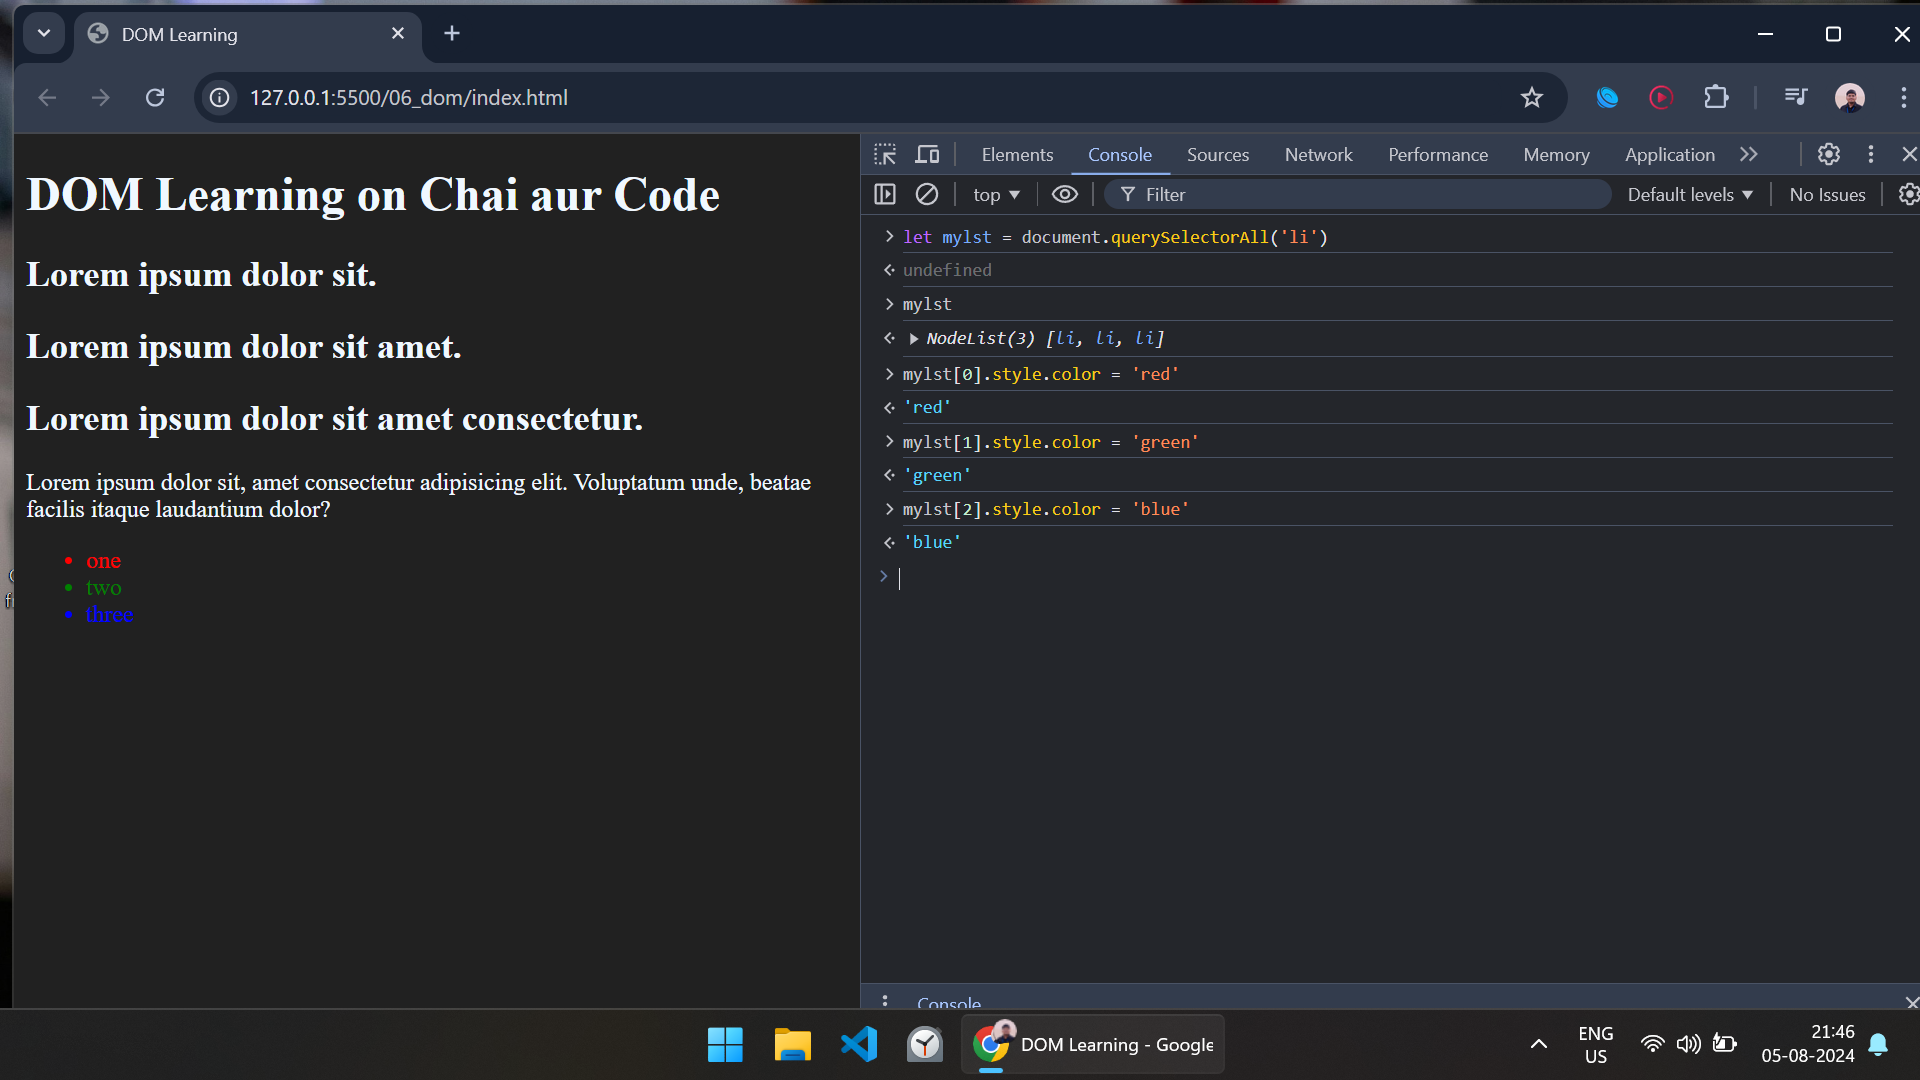 DOM Learning
127.0.0.1:5500/06_dom/index.html
DOM Learning on Chai aur Code
Lorem ipsum dolor sit.
Lorem ipsum dolor sit amet.
Lorem ipsum dolor sit amet consectetur.
Lorem ipsum dolor sit, amet consectetur adipisicing elit. Voluptatum unde, beatae
facilis itaque laudantium dolor?
• one
• two
• three
Elements Console Sources Network Performance Memory Application
top Filter Default levels No Issues
let mylst = document.querySelectorAll('li')
undefined
mylst
NodeList(3) [li, li, li]
mylst[0].style.color = 'red'
'red'
mylst[1].style.color = 'green'
'green'
mylst[2].style.color = 'blue'
'blue'
Console
DOM Learning - Google
ENG
US
21:46
05-08-2024